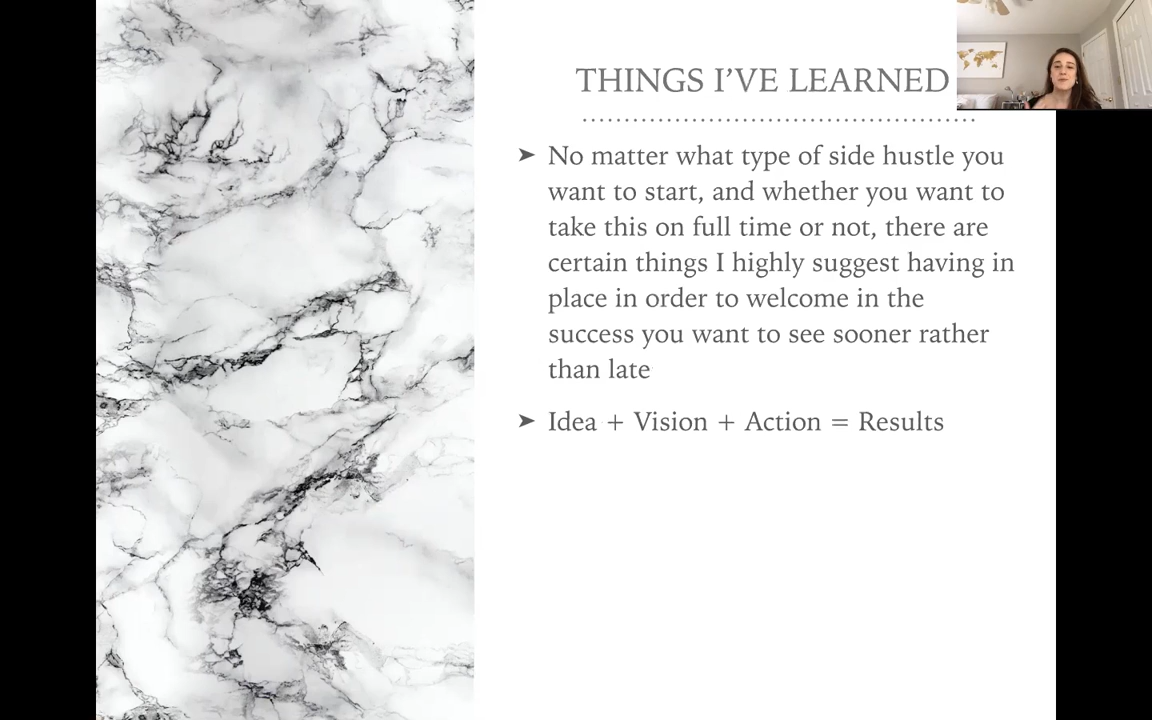 THINGS I'VE LEARNED
➤ No matter what type of side hustle you
want to start, and whether you want to
take this on full time or not, there are
certain things I highly suggest having in
place in order to welcome in the
success you want to see sooner rather
than late
➤ Idea + Vision + Action = Results